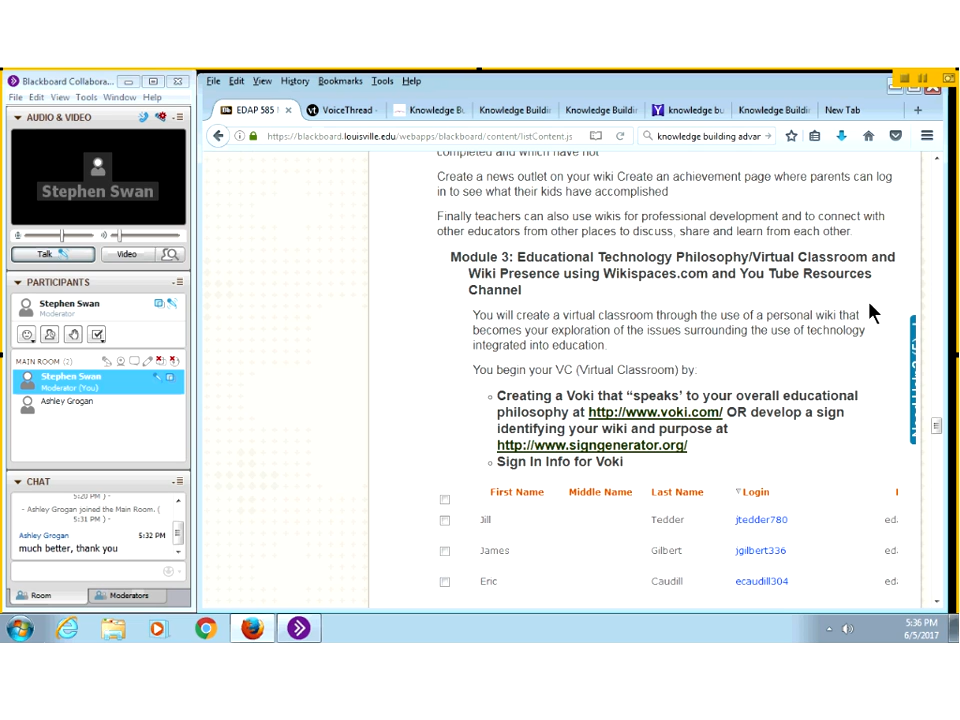 Blackboard Collabora...
File Edit View Tools Window Help
AUDIO & VIDEO
Stephen Swan
Talk Video
PARTICIPANTS
Stephen Swan
Moderator
MAIN ROOM (2)
Stephen Swan
Moderator (You)
Ashley Grogan
CHAT
5:20 PM ) -
- Ashley Grogan joined the Main Room. (
5:31 PM ) -
Ashley Grogan 5:32 PM
much better, thank you
Room Moderators
File Edit View History Bookmarks Tools Help
EDAP 585 VoiceThread Knowledge Bu Knowledge Buildin Knowledge Buildin knowledge bu Knowledge Buildin New Tab
https://blackboard.louisville.edu/webapps/blackboard/content/listContent.js knowledge building advar
completed and which have not
Create a news outlet on your wiki Create an achievement page where parents can log
in to see what their kids have accomplished
Finally teachers can also use wikis for professional development and to connect with
other educators from other places to discuss, share and learn from each other.
Module 3: Educational Technology Philosophy/Virtual Classroom and
Wiki Presence using Wikispaces.com and You Tube Resources
Channel
You will create a virtual classroom through the use of a personal wiki that
becomes your exploration of the issues surrounding the use of technology
integrated into education.
You begin your VC (Virtual Classroom) by:
Creating a Voki that “speaks’ to your overall educational
philosophy at http://www.voki.com/ OR develop a sign
identifying your wiki and purpose at
http://www.signgenerator.org/
Sign In Info for Voki
First Name Middle Name Last Name Login
Jill Tedder jtedder780 ed
James Gilbert jgilbert336 ed
Eric Caudill ecaudill304 ed
5:36 PM
6/5/2017